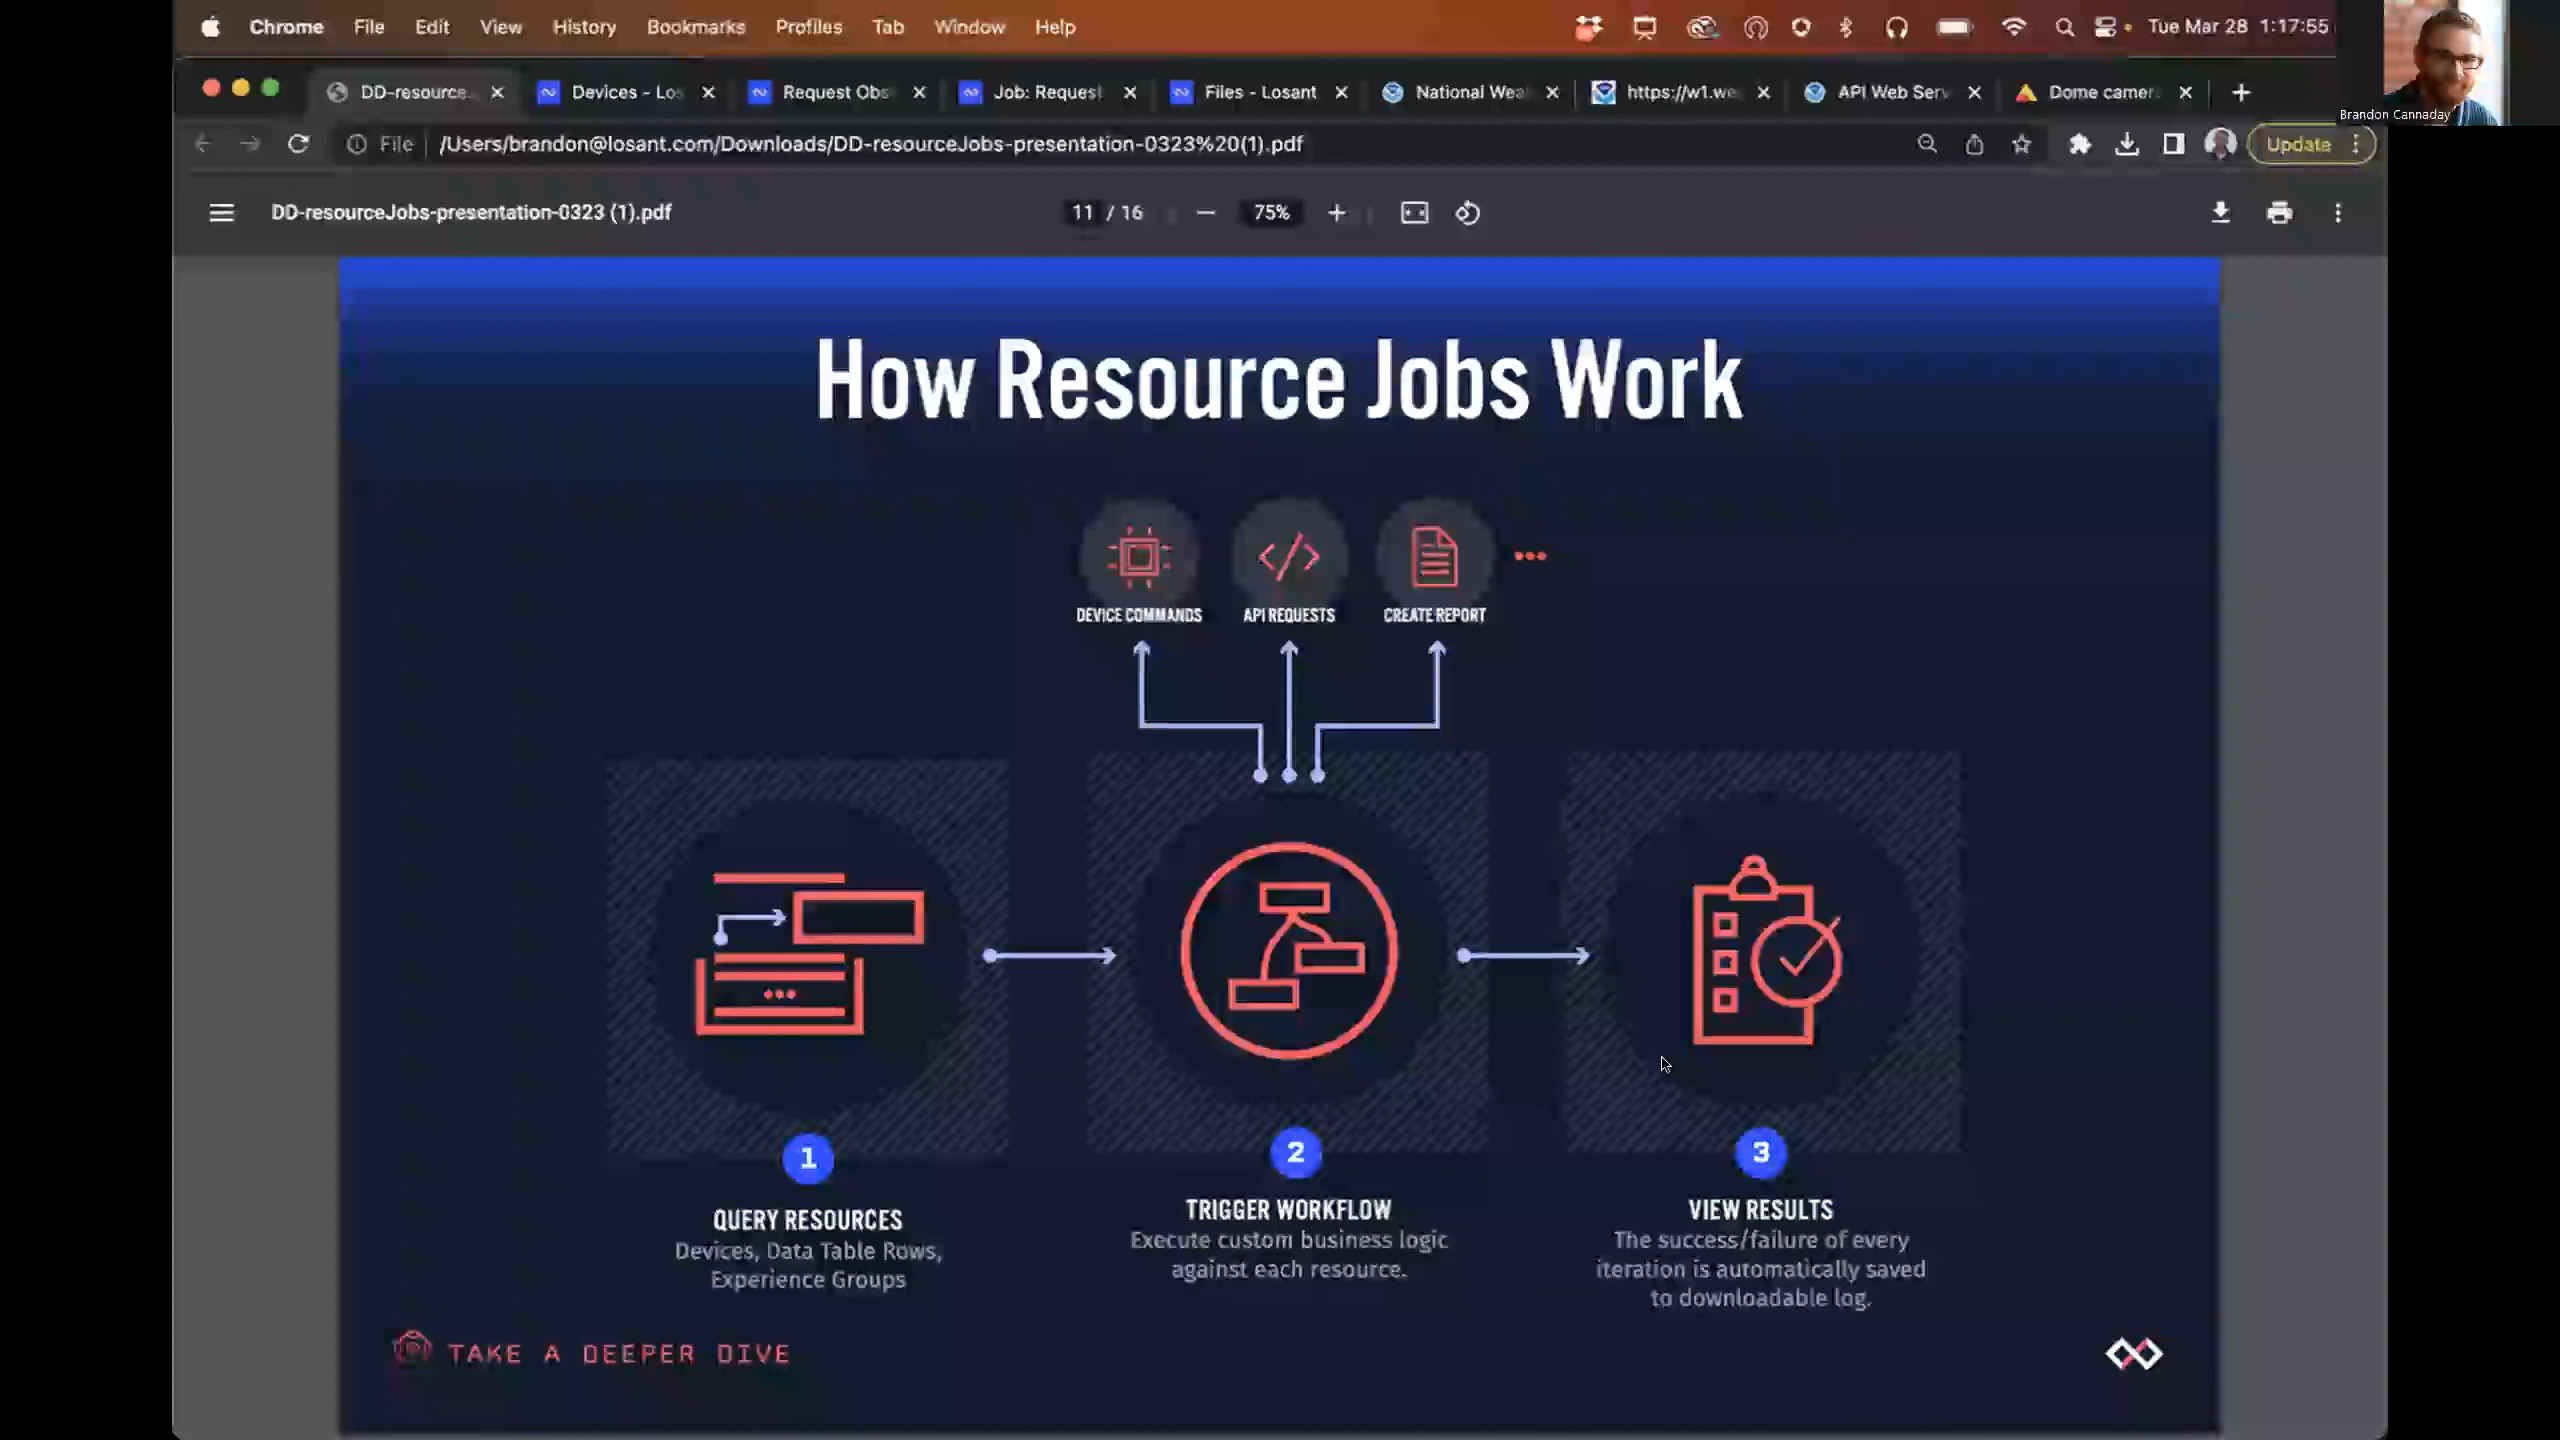 Chrome File Edit View History Bookmarks Profiles Tab Window Help Tue Mar 28 1:17:55
DD-resource. Devices - Los Request Obs Job: Request Files - Losant National Wea https://w1.we API Web Serv Dome camer
Brandon Cannaday
File /Users/brandon@losant.com/Downloads/DD-resourceJobs-presentation-0323%20(1).pdf Update
DD-resourceJobs-presentation-0323 (1).pdf 11 / 16 75%
How Resource Jobs Work
DEVICE COMMANDS API REQUESTS CREATE REPORT
1
QUERY RESOURCES
Devices, Data Table Rows,
Experience Groups
2
TRIGGER WORKFLOW
Execute custom business logic
against each resource.
3
VIEW RESULTS
The success/failure of every
iteration is automatically saved
to downloadable log.
TAKE A DEEPER DIVE